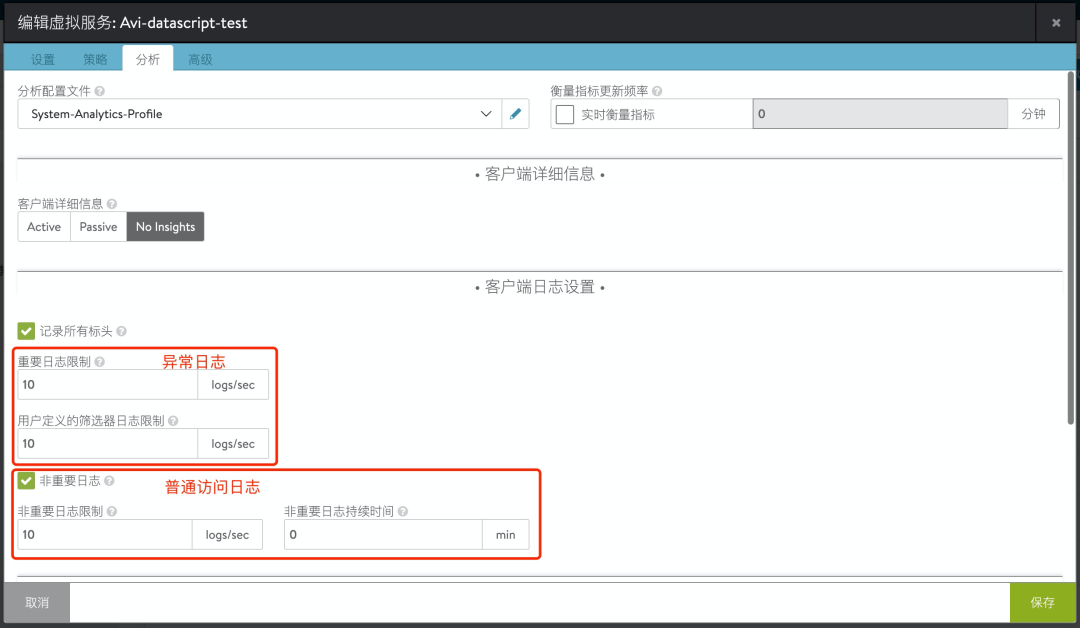 编辑虚拟服务: Avi-datascript-test
设置 策略 分析 高级
分析配置文件 衡量指标更新频率
System-Analytics-Profile 实时衡量指标 0 分钟
• 客户端详细信息 •
客户端详细信息
Active Passive No Insights
• 客户端日志设置 •
记录所有标头
重要日志限制 异常日志
10 logs/sec
用户定义的筛选器日志限制
10 logs/sec
非重要日志 普通访问日志
非重要日志限制 非重要日志持续时间
10 logs/sec 0 min
取消 保存